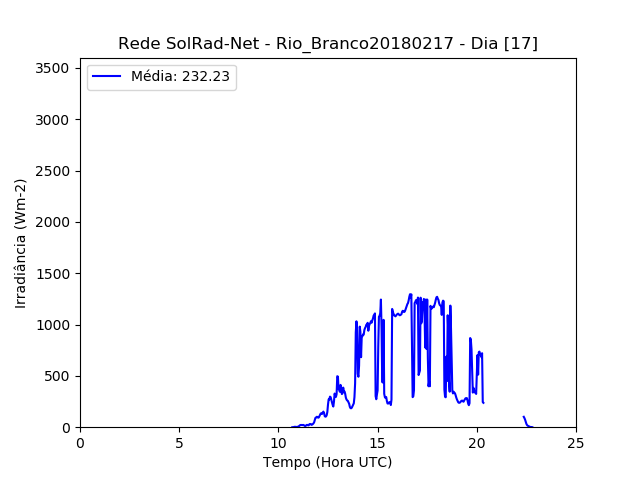 Rede SolRad-Net - Rio_Branco20180217 - Dia [17]
Média: 232.23
Irradiância (Wm-2)
3500
3000
2500
2000
1500
1000
500
0
0 5 10 15 20 25
Tempo (Hora UTC)